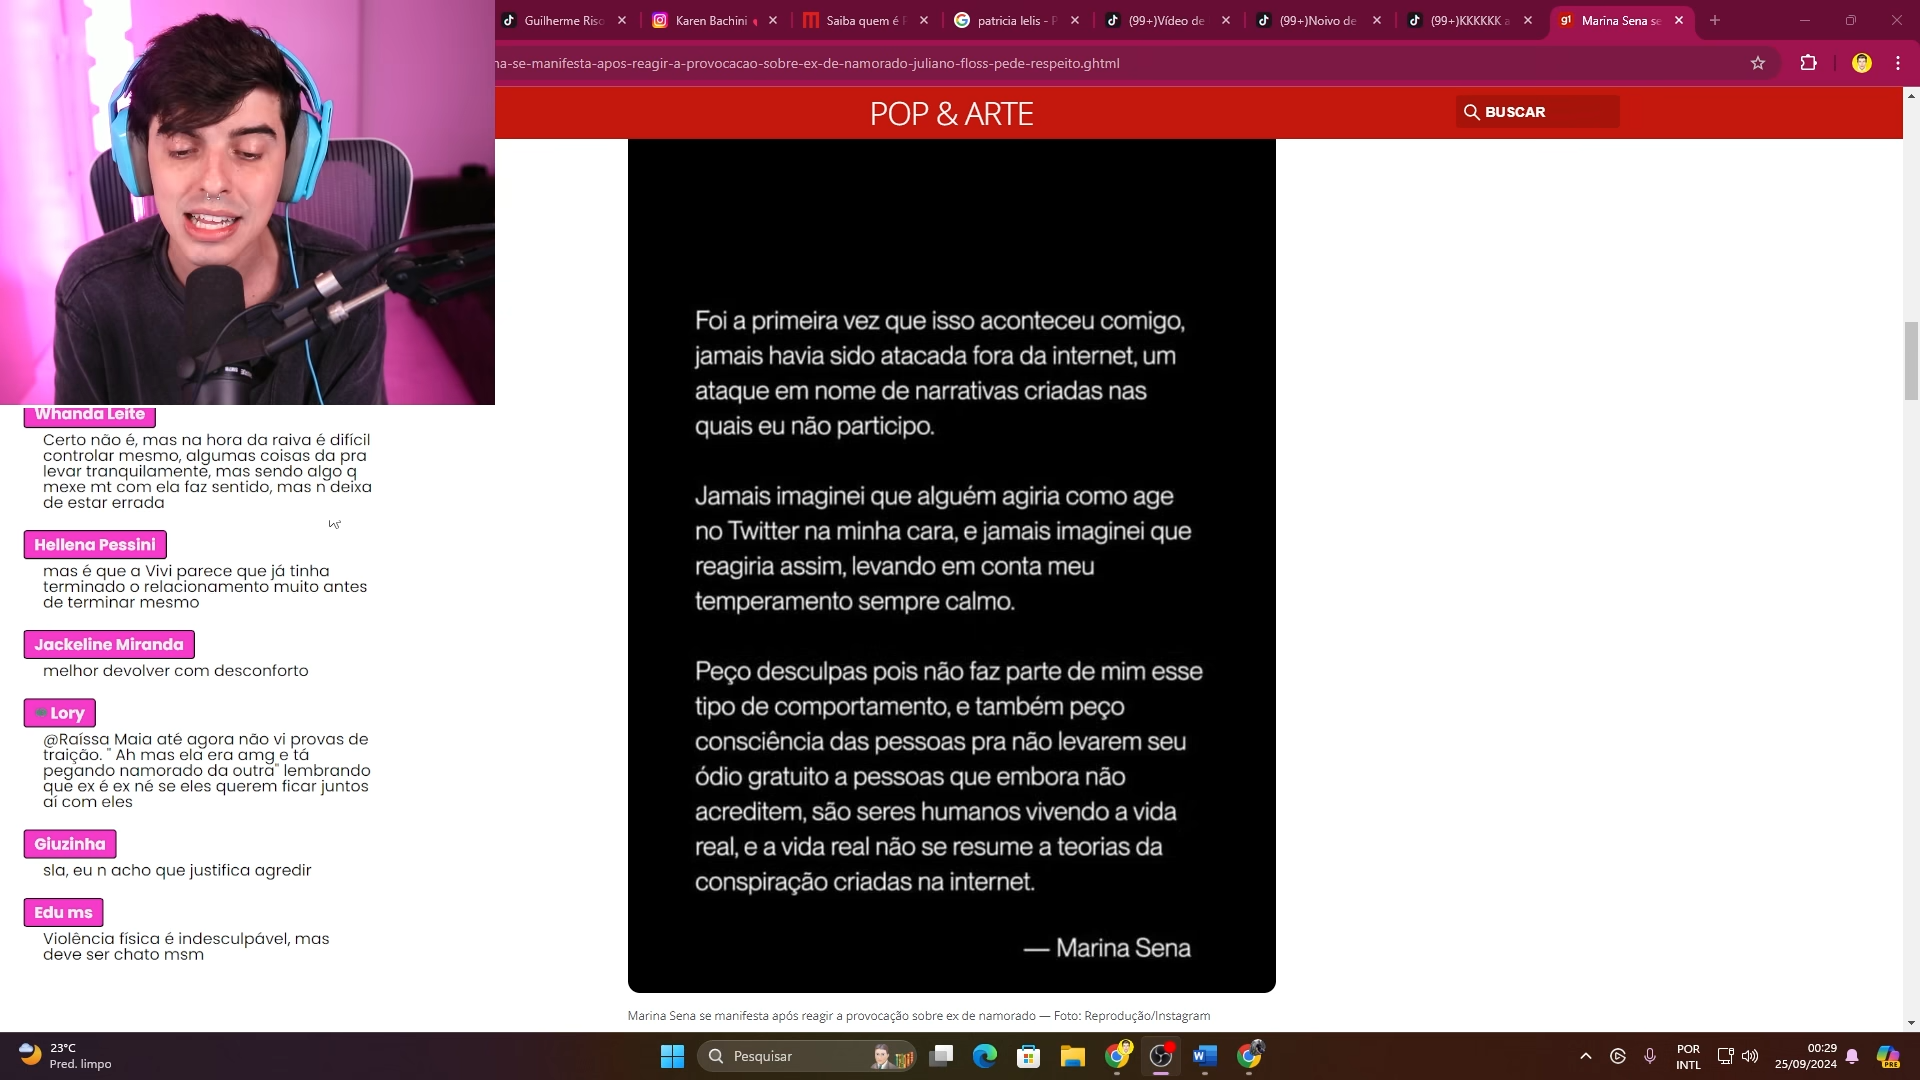 Guilherme Riso
Karen Bachini
Saiba quem é
patricia lelis - P
(99+)Vídeo de
(99+)Noivo de
(99+)KKKKKK a
g1 Marina Sena se
na-se-manifesta-apos-reagir-a-provocacao-sobre-ex-de-namorado-juliano-floss-pede-respeito.ghtml
POP & ARTE
BUSCAR
Foi a primeira vez que isso aconteceu comigo,
jamais havia sido atacada fora da internet, um
ataque em nome de narrativas criadas nas
quais eu não participo.
Jamais imaginei que alguém agiria como age
no Twitter na minha cara, e jamais imaginei que
reagiria assim, levando em conta meu
temperamento sempre calmo.
Peço desculpas pois não faz parte de mim esse
tipo de comportamento, e também peço
consciência das pessoas pra não levarem seu
ódio gratuito a pessoas que embora não
acreditem, são seres humanos vivendo a vida
real, e a vida real não se resume a teorias da
conspiração criadas na internet.
— Marina Sena
Marina Sena se manifesta após reagir a provocação sobre ex de namorado — Foto: Reprodução/Instagram
Whanda Leite
Certo não é, mas na hora da raiva é difícil
controlar mesmo, algumas coisas da pra
levar tranquilamente, mas sendo algo q
mexe mt com ela faz sentido, mas n deixa
de estar errada
Hellena Pessini
mas é que a Vivi parece que já tinha
terminado o relacionamento muito antes
de terminar mesmo
Jackeline Miranda
melhor devolver com desconforto
Lory
@Raíssa Maia até agora não vi provas de
traição. " Ah mas ela era amg e tá
pegando namorado da outra" lembrando
que ex é ex né se eles querem ficar juntos
aí com eles
Giuzinha
sla, eu n acho que justifica agredir
Edu ms
Violência física é indesculpável, mas
deve ser chato msm
23°C
Pred. limpo
Pesquisar
POR
INTL
00:29
25/09/2024
PRE